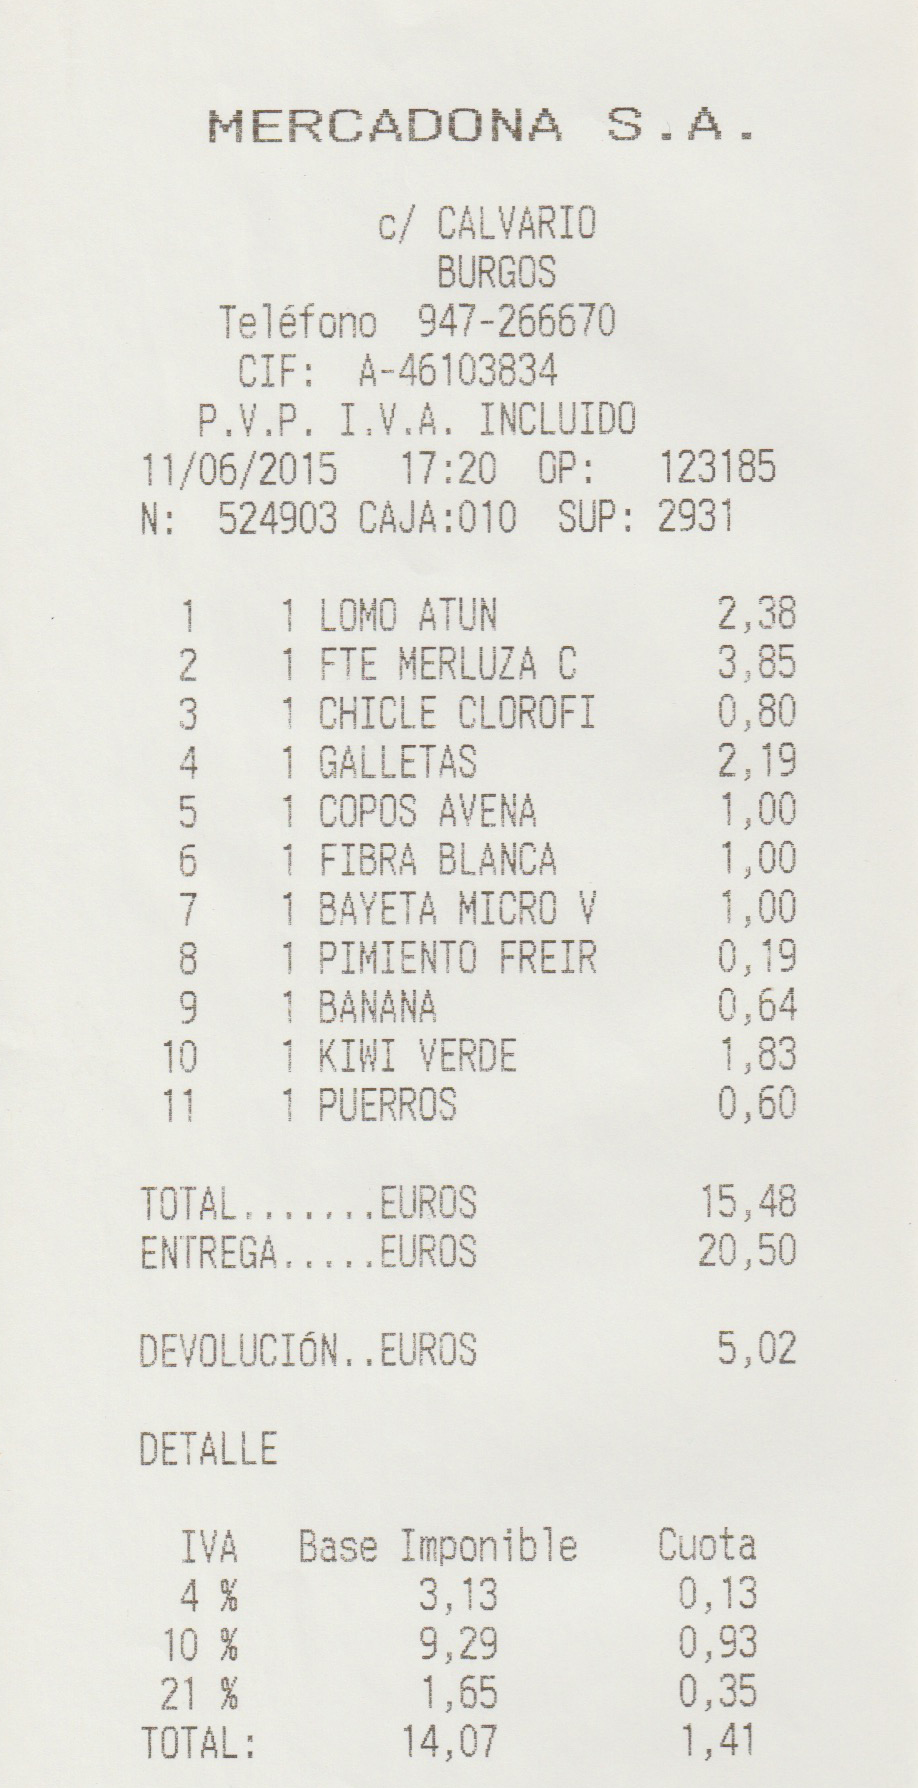 MERCADONA S.A.
c/ CALVARIO
BURGOS
Teléfono 947-266670
CIF: A-46103834
P.V.P. I.V.A. INCLUIDO
11/06/2015 17:20 OP: 123185
N: 524903 CAJA:010 SUP: 2931
1 1 LOMO ATUN 2,38
2 1 FTE MERLUZA C 3,85
3 1 CHICLE CLOROFI 0,80
4 1 GALLETAS 2,19
5 1 COPOS AVENA 1,00
6 1 FIBRA BLANCA 1,00
7 1 BAYETA MICRO V 1,00
8 1 PIMIENTO FREIR 0,19
9 1 BANANA 0,64
10 1 KIWI VERDE 1,83
11 1 PUERROS 0,60
TOTAL.......EUROS 15,48
ENTREGA.....EUROS 20,50
DEVOLUCIóN..EUROS 5,02
DETALLE
IVA Base Imponible Cuota
4 % 3,13 0,13
10 % 9,29 0,93
21 % 1,65 0,35
TOTAL: 14,07 1,41